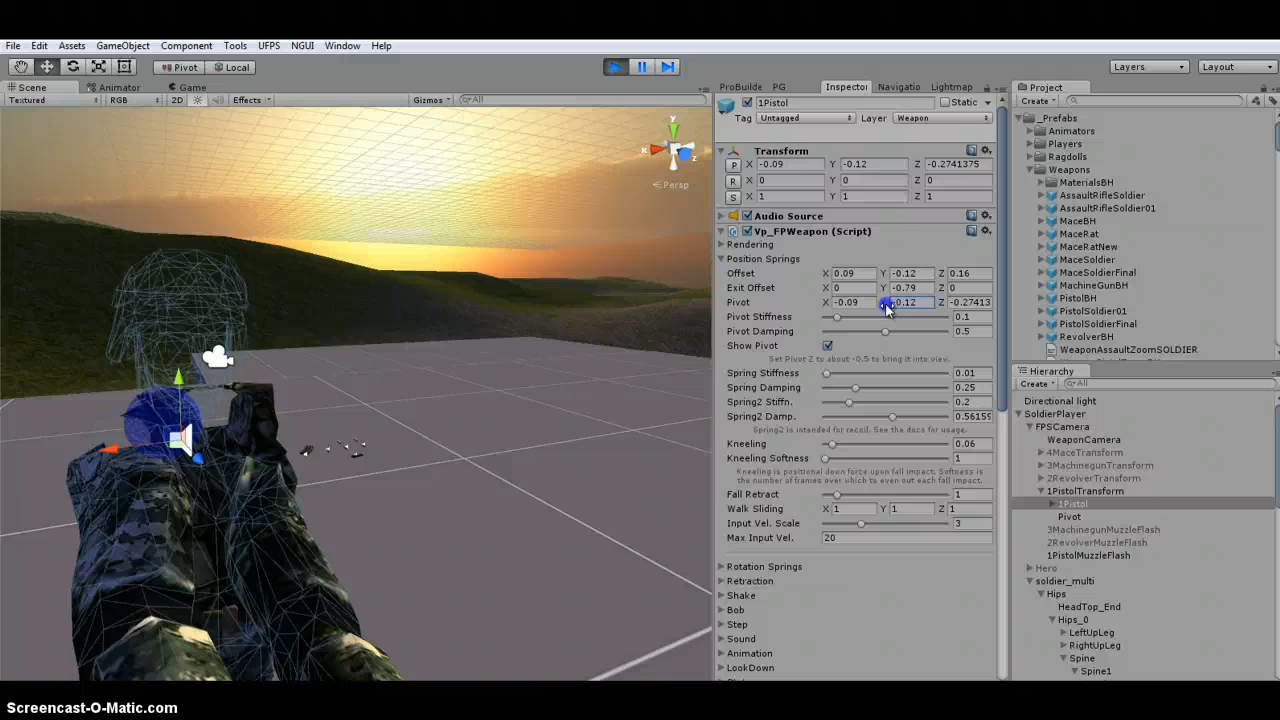 File Edit Assets GameObject Component Tools UFPS NGUI Window Help
Pivot Local Layers Layout
Scene Animator Game
Textured RGB 2D Effects Gizmos All
y
x
z
Persp
ProBuilde PG Inspector Navigatio Lightmap
1Pistol Static
Tag Untagged Layer Weapon
Transform
P X -0.09 Y -0.12 Z -0.2741375
R X 0 Y 0 Z 0
S X 1 Y 1 Z 1
Audio Source
Vp_FPWeapon (Script)
Rendering
Position Springs
Offset X 0.09 Y -0.12 Z 0.16
Exit Offset X 0 Y -0.79 Z 0
Pivot X -0.09 -0.12 Z -0.27413
Pivot Stiffness 0.1
Pivot Damping 0.5
Show Pivot
Set Pivot Z to about -0.5 to bring it into view.
Spring Stiffness 0.01
Spring Damping 0.25
Spring2 Stiffn. 0.2
Spring2 Damp. 0.56159
Spring2 is intended for recoil. See the docs for usage.
Kneeling 0.06
Kneeling Softness 1
Kneeling is positional down force upon fall impact. Softness is
the number of frames over which to even out each fall impact.
Fall Retract 1
Walk Sliding X 1 Y 1 Z 1
Input Vel. Scale 3
Max Input Vel. 20
Rotation Springs
Retraction
Shake
Bob
Step
Sound
Animation
LookDown
Project
Create
_Prefabs
Animators
Players
Ragdolls
Weapons
MaterialsBH
AssaultRifleSoldier
AssaultRifleSoldier01
MaceBH
MaceRat
MaceRatNew
MaceSoldier
MaceSoldierFinal
MachineGunBH
PistolBH
PistolSoldier01
PistolSoldierFinal
RevolverBH
WeaponAssaultZoomSOLDIER
Hierarchy
Create All
Directional light
SoldierPlayer
FPSCamera
WeaponCamera
4MaceTransform
3MachinegunTransform
2RevolverTransform
1PistolTransform
1Pistol
Pivot
3MachinegunMuzzleFlash
2RevolverMuzzleFlash
1PistolMuzzleFlash
Hero
soldier_multi
Hips
HeadTop_End
Hips_0
LeftUpLeg
RightUpLeg
Spine
Spine1
Screencast-O-Matic.com